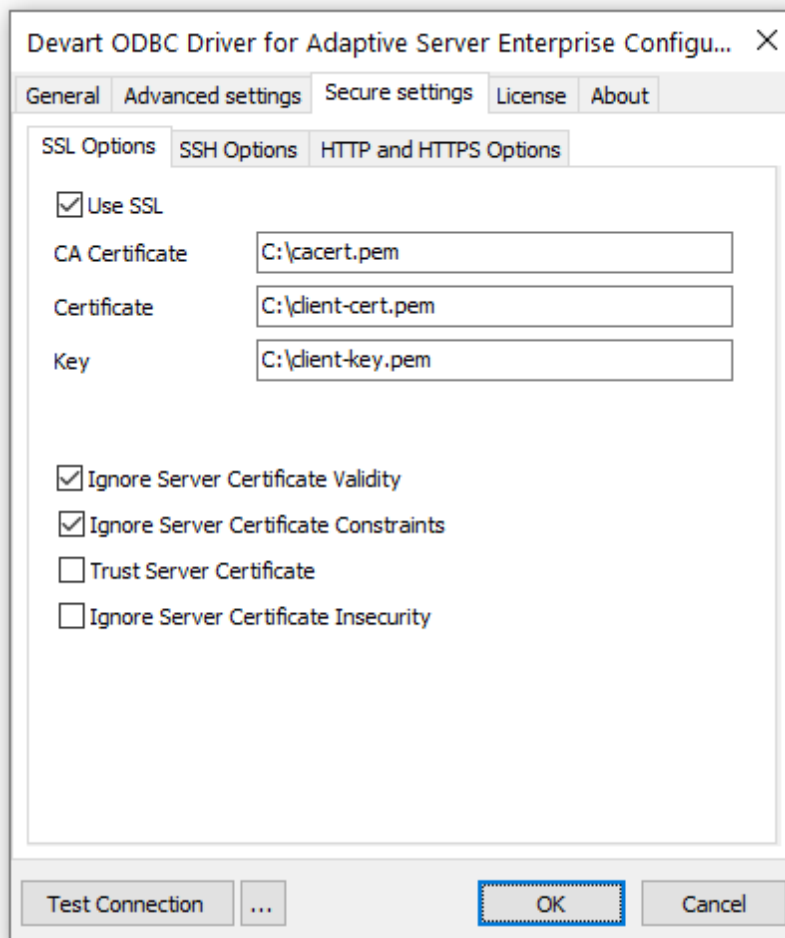 Devart ODBC Driver for Adaptive Server Enterprise Configu...
General Advanced settings Secure settings License About
SSL Options SSH Options HTTP and HTTPS Options
Use SSL
CA Certificate C:\cacert.pem
Certificate C:\client-cert.pem
Key C:\client-key.pem
Ignore Server Certificate Validity
Ignore Server Certificate Constraints
Trust Server Certificate
Ignore Server Certificate Insecurity
Test Connection ... OK Cancel